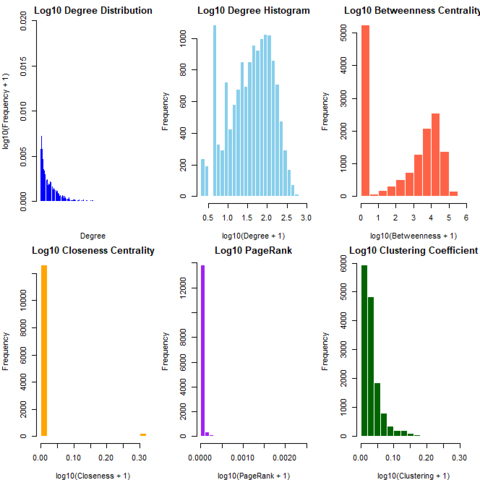 Log10 Degree Distribution
log10(Frequency + 1)
0.000 0.005 0.010 0.015 0.020
Degree
Log10 Degree Histogram
Frequency
0 200 400 600 800 1000
0.5 1.0 1.5 2.0 2.5 3.0
log10(Degree + 1)
Log10 Betweenness Centrality
Frequency
0 1000 2000 3000 4000 5000
0 1 2 3 4 5 6
log10(Betweenness + 1)
Log10 Closeness Centrality
Frequency
0 2000 4000 6000 8000 10000
0.00 0.10 0.20 0.30
log10(Closeness + 1)
Log10 PageRank
Frequency
0 2000 4000 6000 8000 12000
0.0000 0.0010 0.0020
log10(PageRank + 1)
Log10 Clustering Coefficient
Frequency
0 1000 2000 3000 4000 5000 6000
0.00 0.10 0.20 0.30
log10(Clustering + 1)